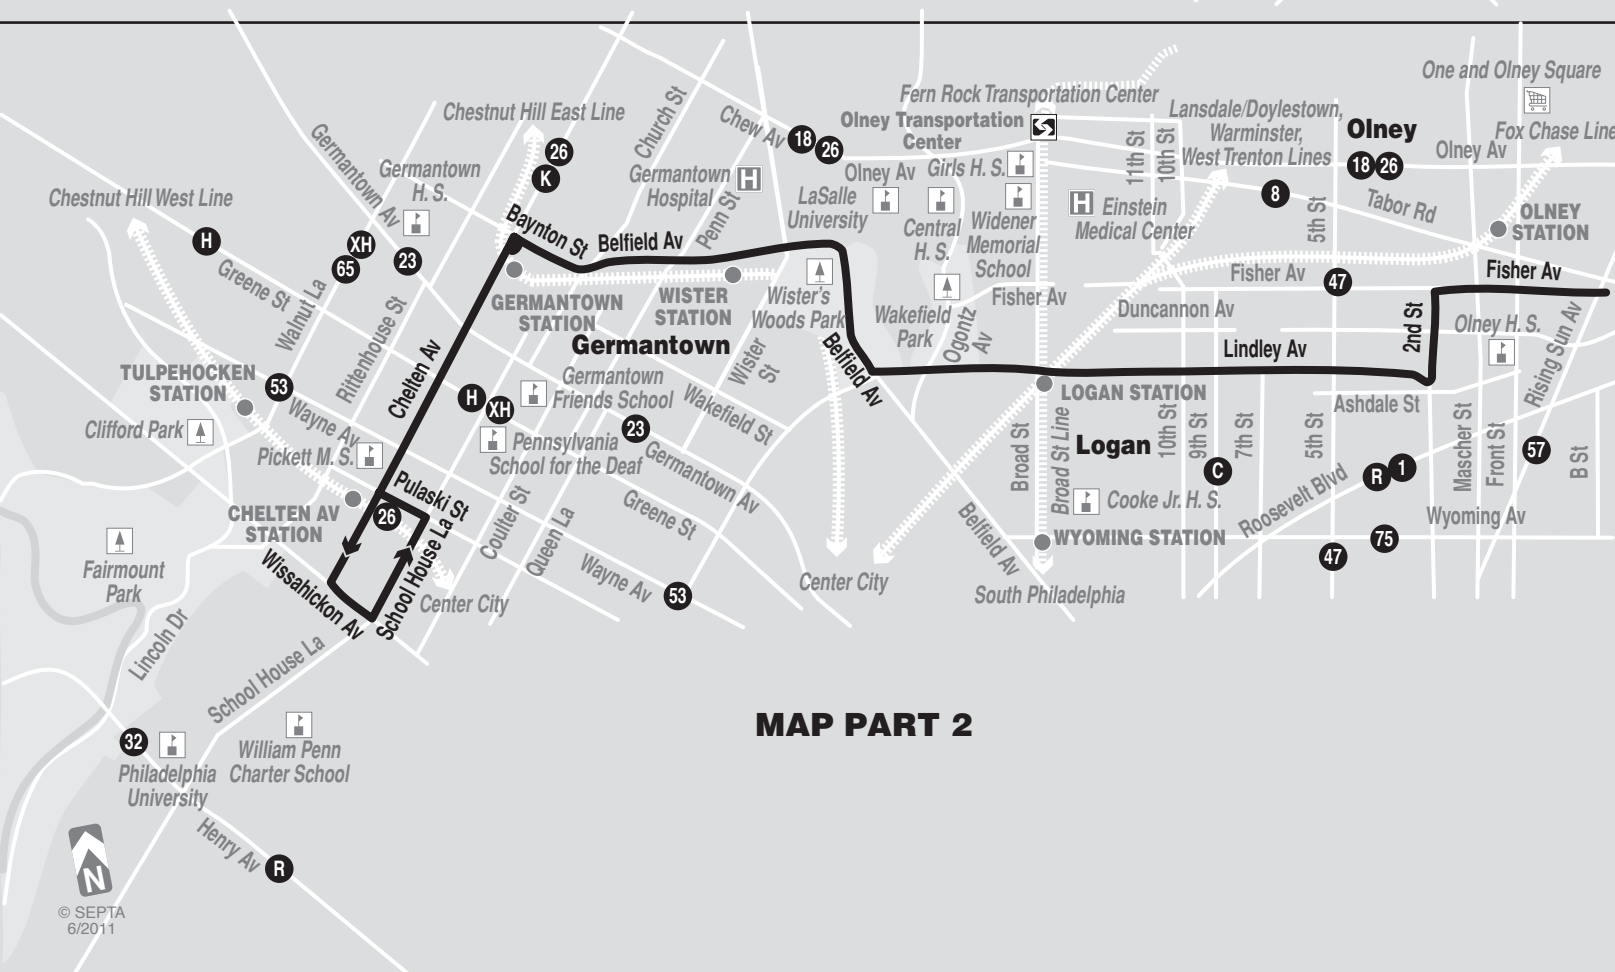 One and Olney Square
Fern Rock Transportation Center
Chestnut Hill East Line
Church St
Chew Av
18
26
Olney Transportation
Center
Lansdale/Doylestown,
Warminster,
West Trenton Lines
Olney
18 26
Olney Av
Fox Chase Line
Germantown Av
Germantown
H. S.
26
K
Germantown
Hospital
H
Penn St
Olney Av
Girls H. S.
11th St
10th St
8
Tabor Rd
5th St
OLNEY
STATION
Chestnut Hill West Line
H
Greene St
XH
65
23
Walnut La
Rittenhouse St
Baynton St
Belfield Av
LaSalle
University
Central
H. S.
Widener
Memorial
School
H
Einstein
Medical Center
Fisher Av
47
Fisher Av
GERMANTOWN
STATION
WISTER
STATION
Wister's
Woods Park
Wakefield
Park
Ogontz
Av
Fisher Av
Duncannon Av
2nd St
Olney H. S.
Rising Sun Av
Germantown
Wister
St
Belfield Av
Lindley Av
TULPEHOCKEN
STATION
53
Wayne Av
Chelten Av
H
XH
Germantown
Friends School
Wakefield St
LOGAN STATION
Ashdale St
Clifford Park
Pickett M. S.
Pennsylvania
School for the Deaf
23
Germantown Av
Broad St
Broad St Line
Logan
10th St
9th St
7th St
5th St
C
R
1
Mascher St
Front St
57
B St
CHELTEN AV
STATION
26
Pulaski St
Coulter St
Queen La
Greene St
Belfield Av
Cooke Jr. H. S.
Roosevelt Blvd
Wyoming Av
WYOMING STATION
47
75
Fairmount
Park
Wissahickon Av
School House La
Center City
Wayne Av
53
Center City
South Philadelphia
Lincoln Dr
School House La
32
Philadelphia
University
William Penn
Charter School
MAP PART 2
Henry Av
R
N
© SEPTA
6/2011